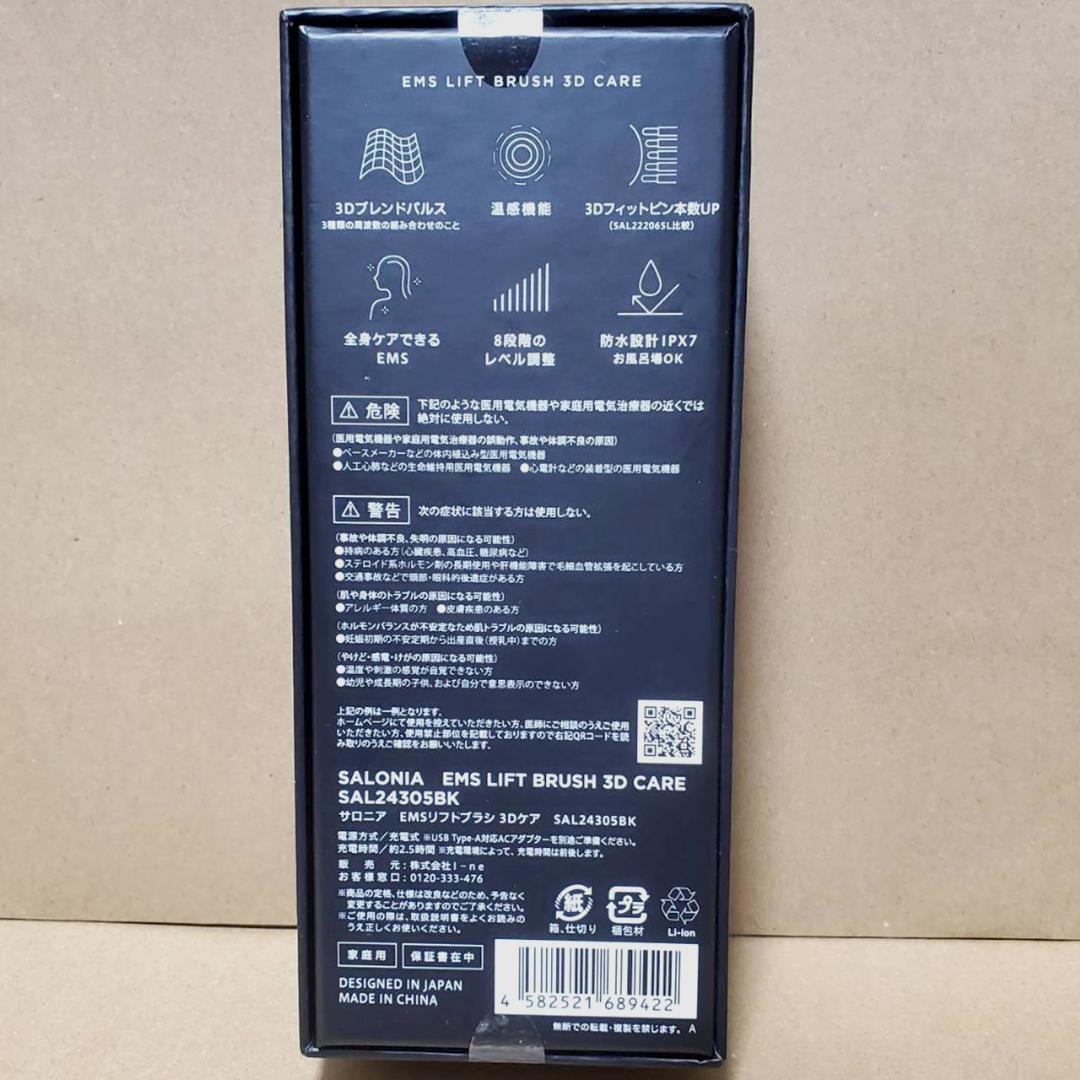 EMS LIFT BRUSH 3D CARE
3Dブレンドパルス
3種類の周波数の組み合わせのこと
温感機能
3Dフィットピン本数UP
(SAL22206SL比較)
全身ケアできる
EMS
8段階の
レベル調整
防水設計IPX7
お風呂場OK
危険
下記のような医用電気機器や家庭用電気治療器の近くでは
絶対に使用しない。
(医用電気機器や家庭用電気治療器の誤動作、事故や体調不良の原因)
●ペースメーカーなどの体内植込み型医用電気機器
●人工心肺などの生命維持用医用電気機器 ●心電計などの装着型の医用電気機器
警告 次の症状に該当する方は使用しない。
(事故や体調不良、失明の原因になる可能性)
●持病のある方(心臓疾患、高血圧、糖尿病など)
●ステロイド系ホルモン剤の長期使用や肝機能障害で毛細血管拡張を起こしている方
●交通事故などで頭部・眼科的後遺症がある方
(肌や身体のトラブルの原因になる可能性)
●アレルギー体質の方 ●皮膚疾患のある方
(ホルモンバランスが不安定なため肌トラブルの原因になる可能性)
●妊娠初期の不安定期から出産直後(授乳中)までの方
(やけど・感電・けがの原因になる可能性)
●温度や刺激の感覚が自覚できない方
●幼児や成長期の子供、および自分で意思表示のできない方
上記の例は一例となります。
ホームページにて使用を控えていただきたい方、医師にご相談のうえご使用
いただきたい方、使用禁止部位を記載しておりますので右記QRコードを読
み取りのうえご確認をお願いいたします。
SALONIA EMS LIFT BRUSH 3D CARE
SAL24305BK
サロニア EMSリフトブラシ 3Dケア SAL24305BK
電源方式/充電式 ※USB Type-A対応ACアダプターを別途ご準備ください。
充電時間/約2.5時間 ※充電環境によって、充電時間は前後します。
販売元:株式会社I-ne
お客様窓口:0120-333-476
※商品の定格、仕様は改良などのため、予告なく
変更することがありますのでご了承ください。
※ご使用の際は、取扱説明書をよくお読みの
うえ正しくお使いください。
紙
箱、仕切り
プラ
梱包材
Li-ion
家庭用
保証書在中
DESIGNED IN JAPAN
MADE IN CHINA
4 582521 689422
無断での転載・複製を禁じます。 A